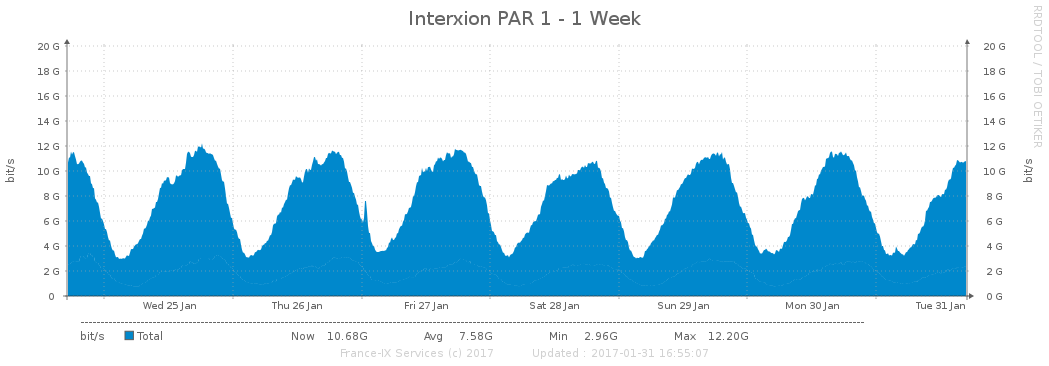 Interxion PAR 1 - 1 Week
RRDTOOL / TOBI OETIKER
bit/s
bit/s
20 G 20 G
18 G 18 G
16 G 16 G
14 G 14 G
12 G 12 G
10 G 10 G
8 G 8 G
6 G 6 G
4 G 4 G
2 G 2 G
0 0 G
Wed 25 Jan Thu 26 Jan Fri 27 Jan Sat 28 Jan Sun 29 Jan Mon 30 Jan Tue 31 Jan
bit/s Total Now 10.68G Avg 7.58G Min 2.96G Max 12.20G
France-IX Services (c) 2017 Updated : 2017-01-31 16:55:07